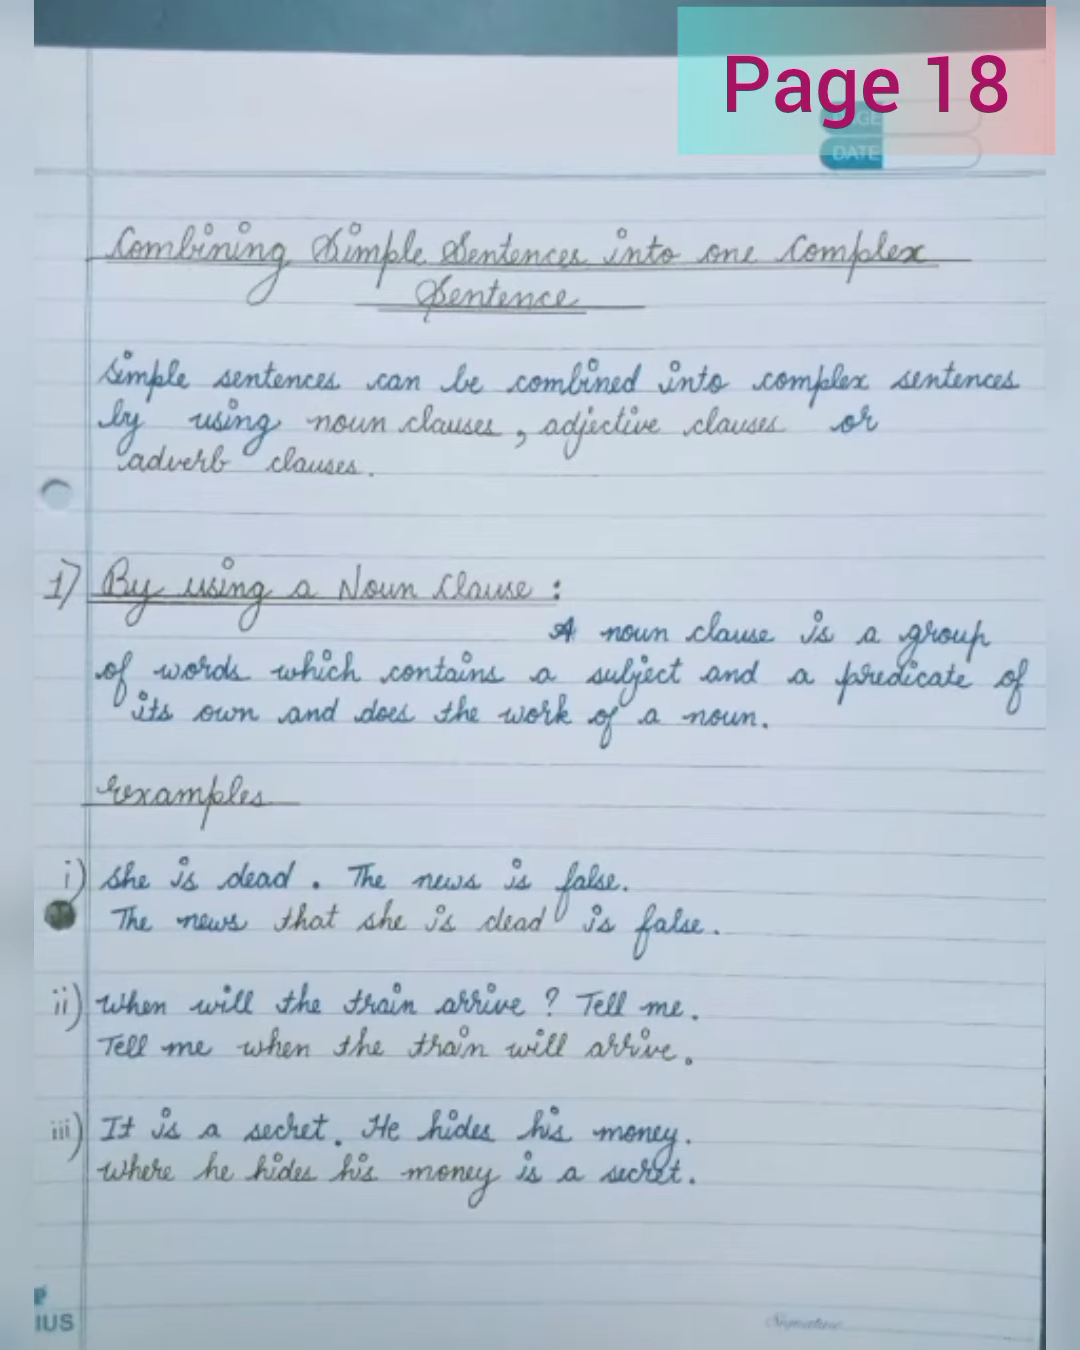 Page 18
PAGE
DATE
Combining Simple Sentences into one Complex
Sentence
Simple sentences can be combined into complex sentences
by using noun clauses, adjective clauses or
adverb clauses.
1) By using a Noun Clause :
A noun clause is a group
of words which contains a subject and a predicate of
its own and does the work of a noun.
examples
i) She is dead. The news is false.
The news that she is dead is false.
ii) When will the train arrive? Tell me.
Tell me when the train will arrive.
iii) It is a secret. He hides his money.
Where he hides his money is a secret.
IUS
Signature